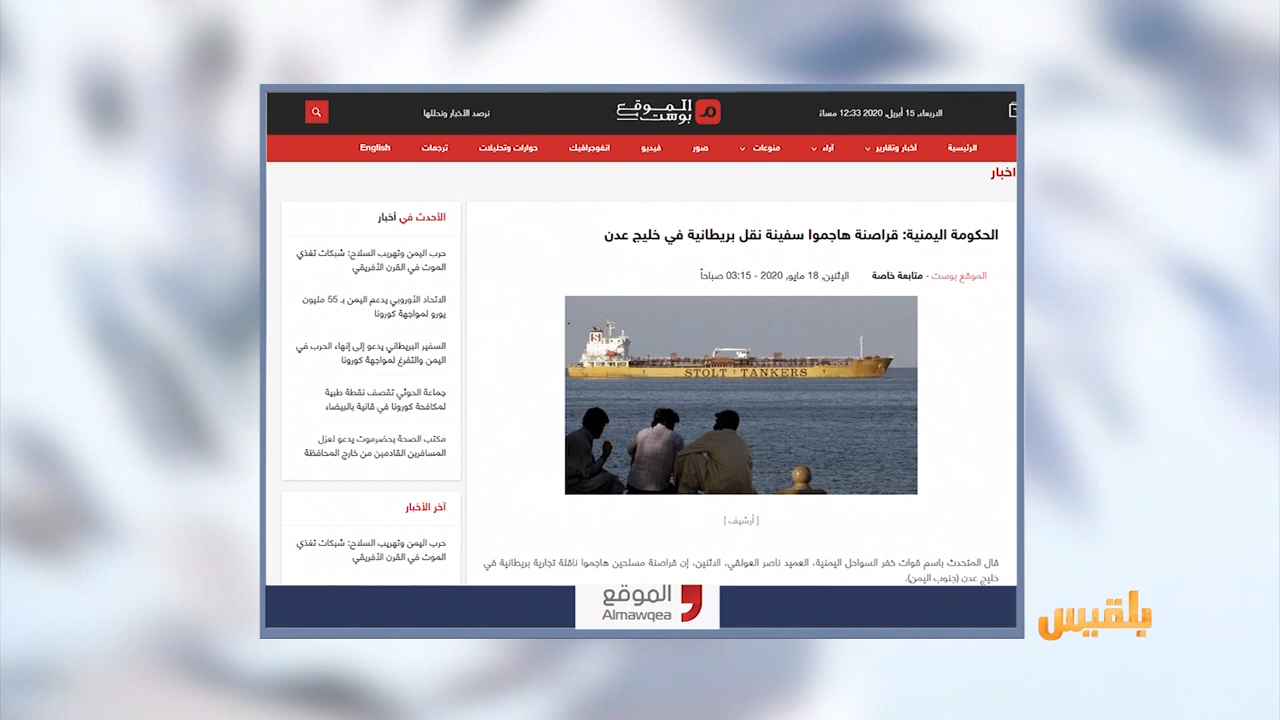 الاربعاء, 15 أبريل, 2020 12:33 مساءً
الموقع
بوست
نرصد الأخبار ونحللها
الرئيسية
أخبار وتقارير
آراء
منوعات
صور
فيديو
انفوجرافيك
حوارات وتحليلات
ترجمات
English
اخبار
الحكومة اليمنية: قراصنة هاجموا سفينة نقل بريطانية في خليج عدن
الموقع بوست - متابعة خاصة
الإثنين, 18 مايو, 2020 - 03:15 صباحاً
S
STOLT TANKERS
[ أرشيف ]
قال المتحدث باسم قوات خفر السواحل اليمنية، العميد ناصر العولقي، الاثنين، إن قراصنة مسلحين هاجموا ناقلة تجارية بريطانية في
خليج عدن (جنوب اليمن).
الأحدث في أخبار
حرب اليمن وتهريب السلاح: شبكات تغذي
الموت في القرن الأفريقي
الاتحاد الأوروبي يدعم اليمن بـ 55 مليون
يورو لمواجهة كورونا
السفير البريطاني يدعو إلى إنهاء الحرب في
اليمن والتفرغ لمواجهة كورونا
جماعة الحوثي تقصف نقطة طبية
لمكافحة كورونا في قانية بالبيضاء
مكتب الصحة بحضرموت يدعو لعزل
المسافرين القادمين من خارج المحافظة
آخر الأخبار
حرب اليمن وتهريب السلاح: شبكات تغذي
الموت في القرن الأفريقي
الموقع
Almawqea
بلقيس